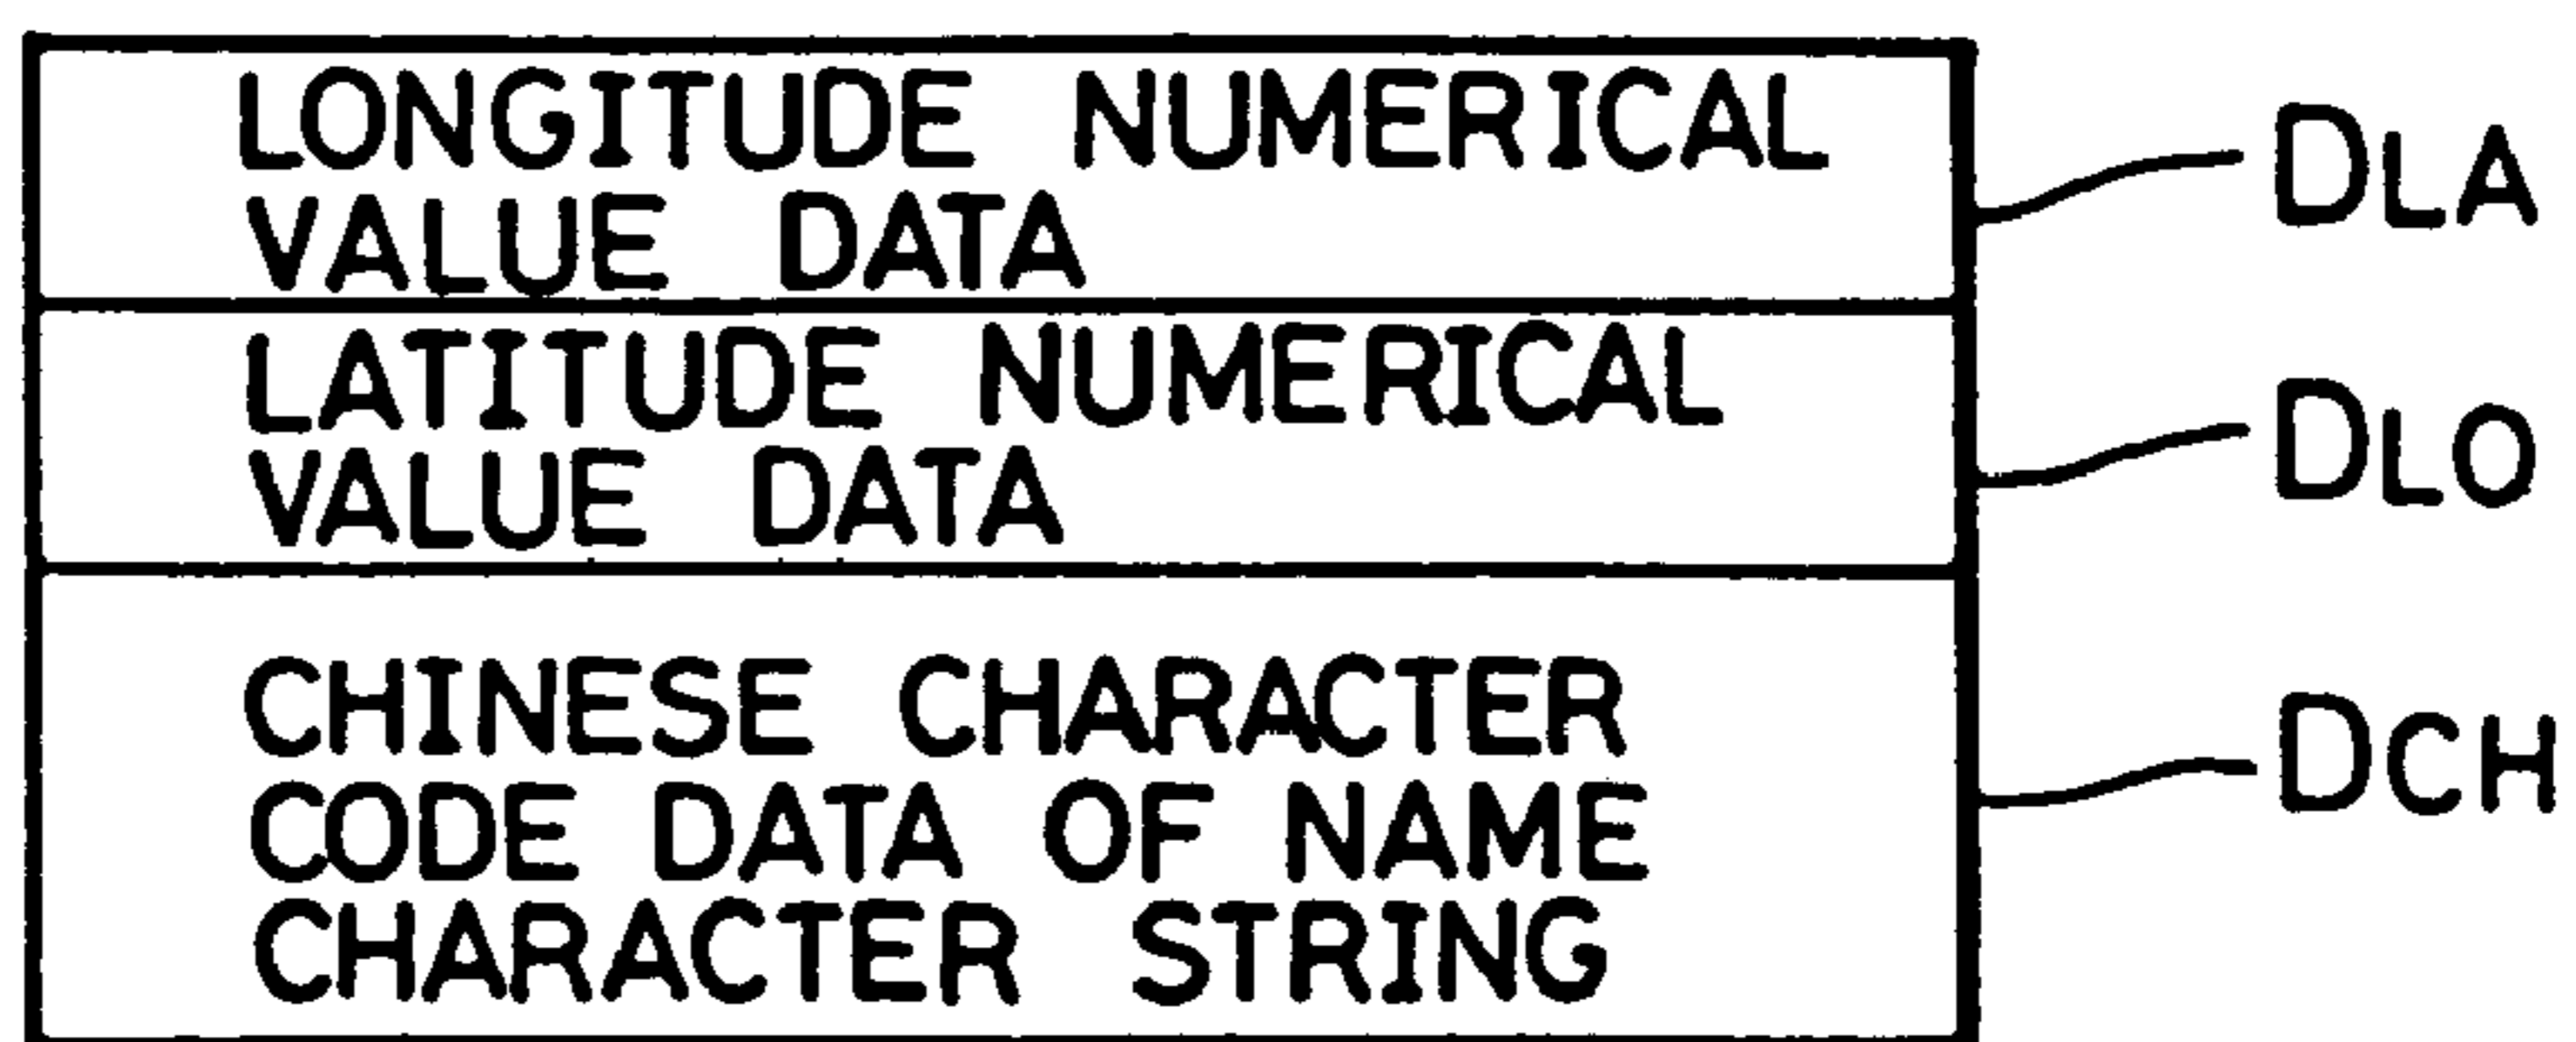 LONGITUDE NUMERICAL
VALUE DATA
DLA
LATITUDE NUMERICAL
VALUE DATA
DLO
CHINESE CHARACTER
CODE DATA OF NAME
CHARACTER STRING
DCH